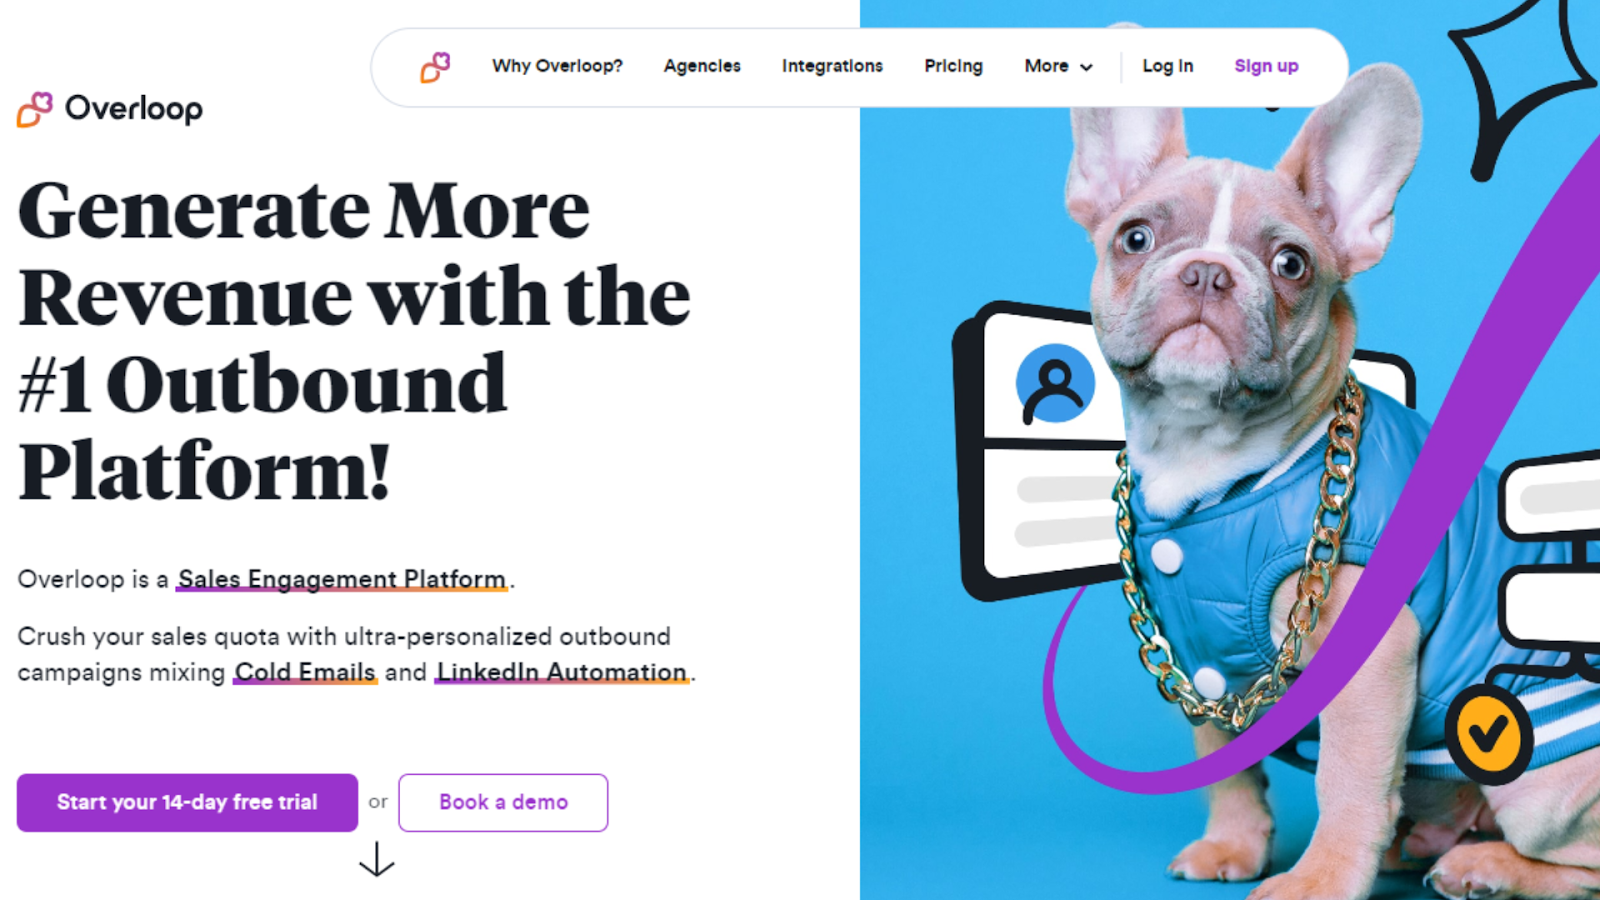 Why Overloop? Agencies Integrations Pricing More Log in Sign up
Overloop
Generate More
Revenue with the
#1 Outbound
Platform!
Overloop is a Sales Engagement Platform.
Crush your sales quota with ultra-personalized outbound
campaigns mixing Cold Emails and LinkedIn Automation.
Start your 14-day free trial or Book a demo